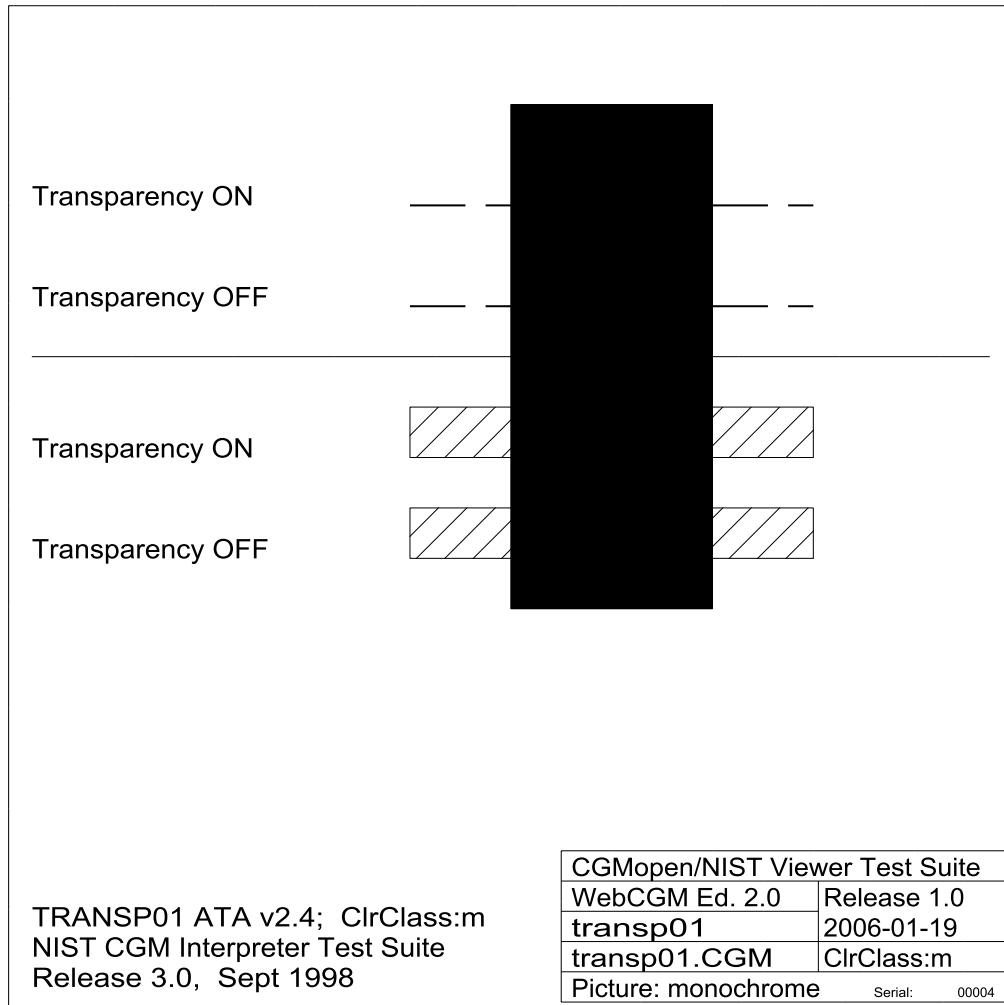 Transparency ON
Transparency OFF
Transparency ON
Transparency OFF
TRANSP01 ATA v2.4;  ClrClass:m
NIST CGM Interpreter Test Suite
Release 3.0,  Sept 1998
CGMopen/NIST Viewer Test Suite
WebCGM Ed. 2.0 Release 1.0
transp01 2006-01-19
transp01.CGM ClrClass:m
Picture: monochrome Serial: 00004